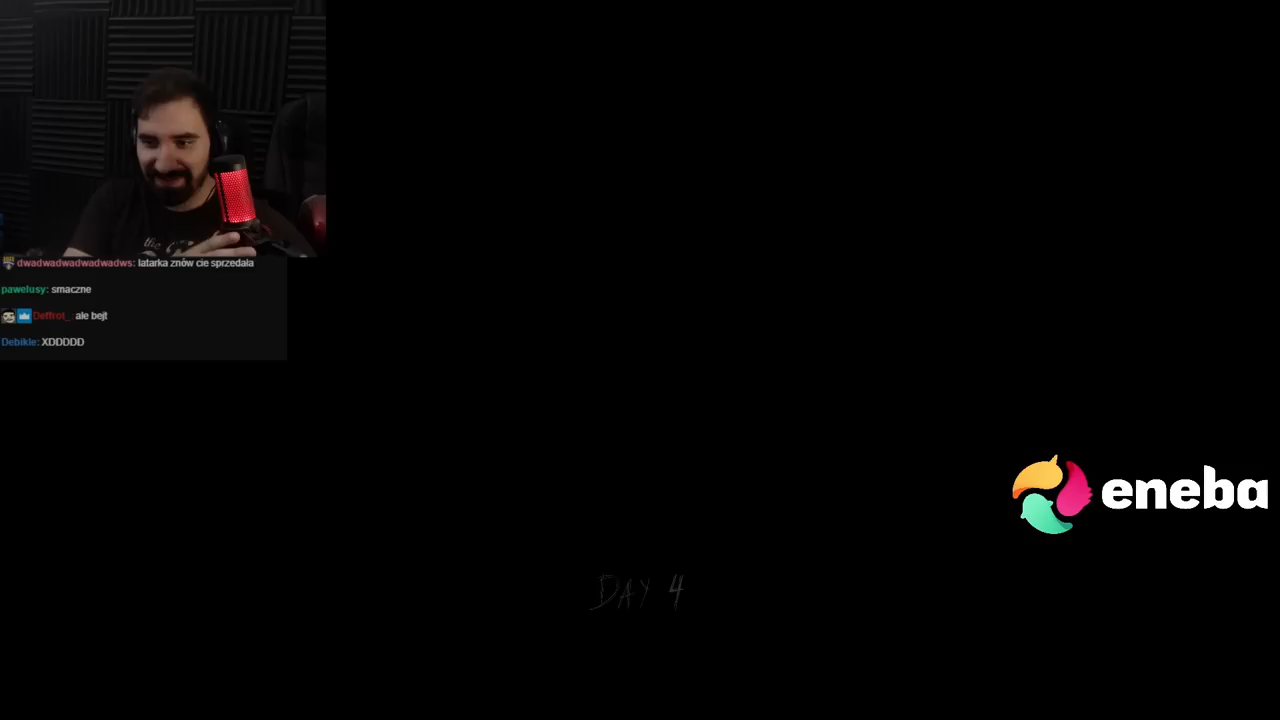 dwadwadwadwadwadws: latarka znów cie sprzedała
pawelusy: smaczne
Deffrot_: ale bejt
Debikle: XDDDDD
eneba
DAY 4